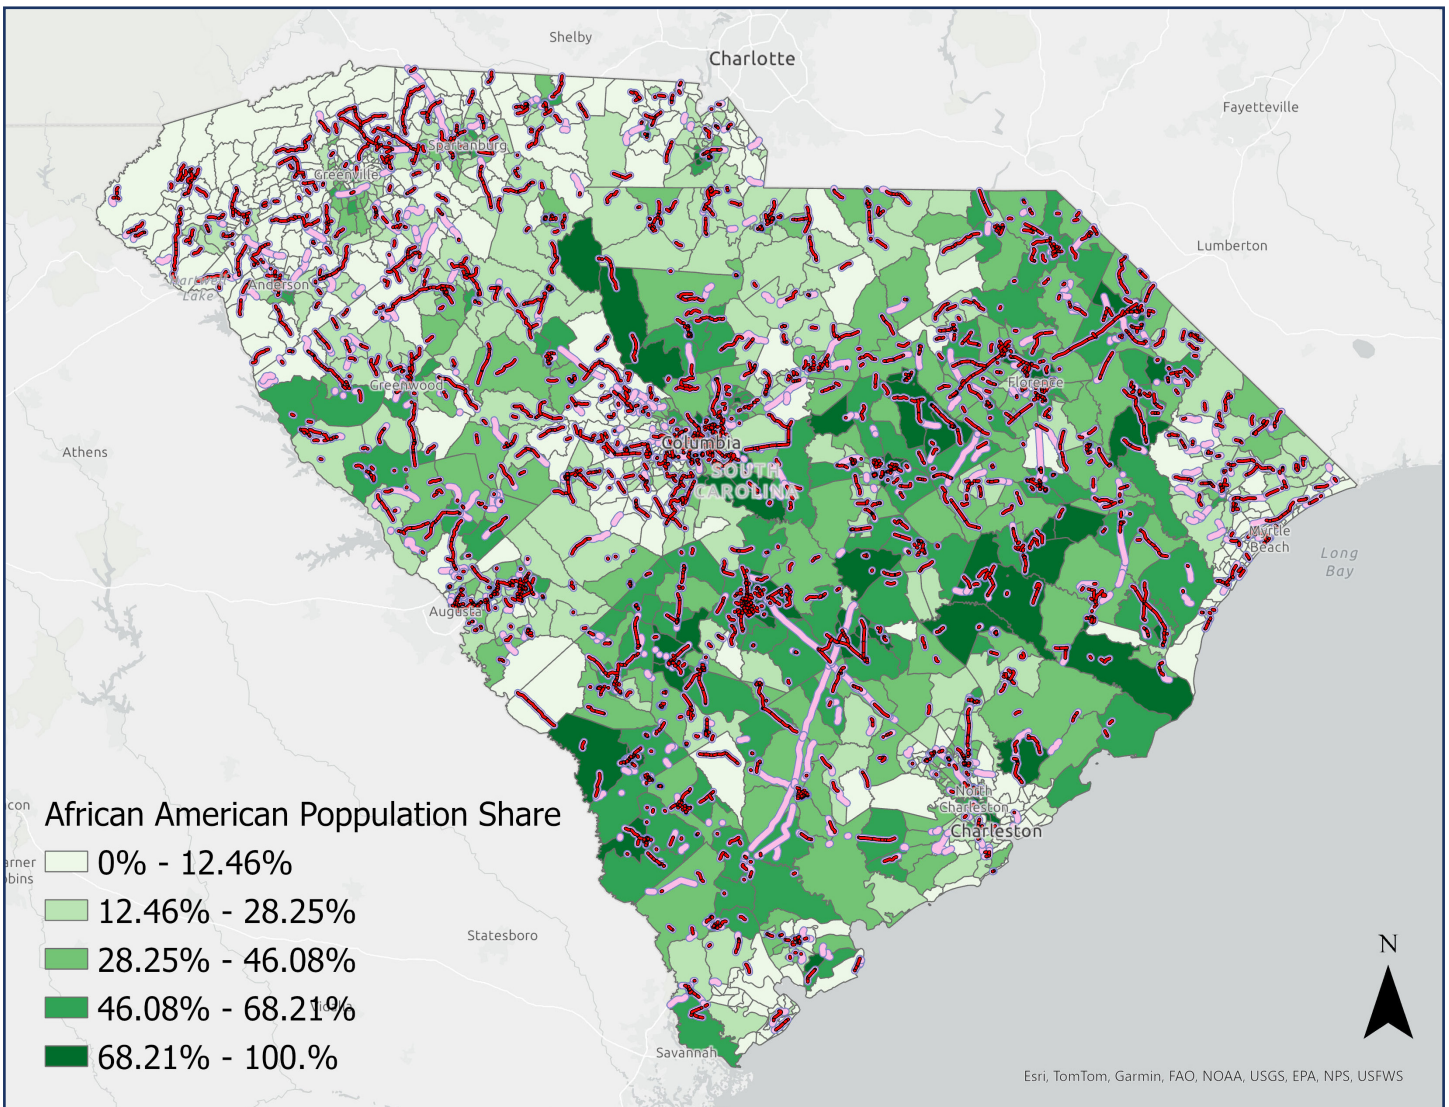 Shelby
Charlotte
Fayetteville
Spartanburg
Greenville
Lumberton
Anderson
Lake
Florence
Greenwood
Columbia
Athens
SOUTH
CAROLINA
Myrtle
Beach
Long
Bay
Augusta
North
Charleston
Charleston
African American Poppulation Share
0% - 12.46%
12.46% - 28.25%
28.25% - 46.08%
46.08% - 68.21%
68.21% - 100.%
Statesboro
Savannah
N
Esri, TomTom, Garmin, FAO, NOAA, USGS, EPA, NPS, USFWS